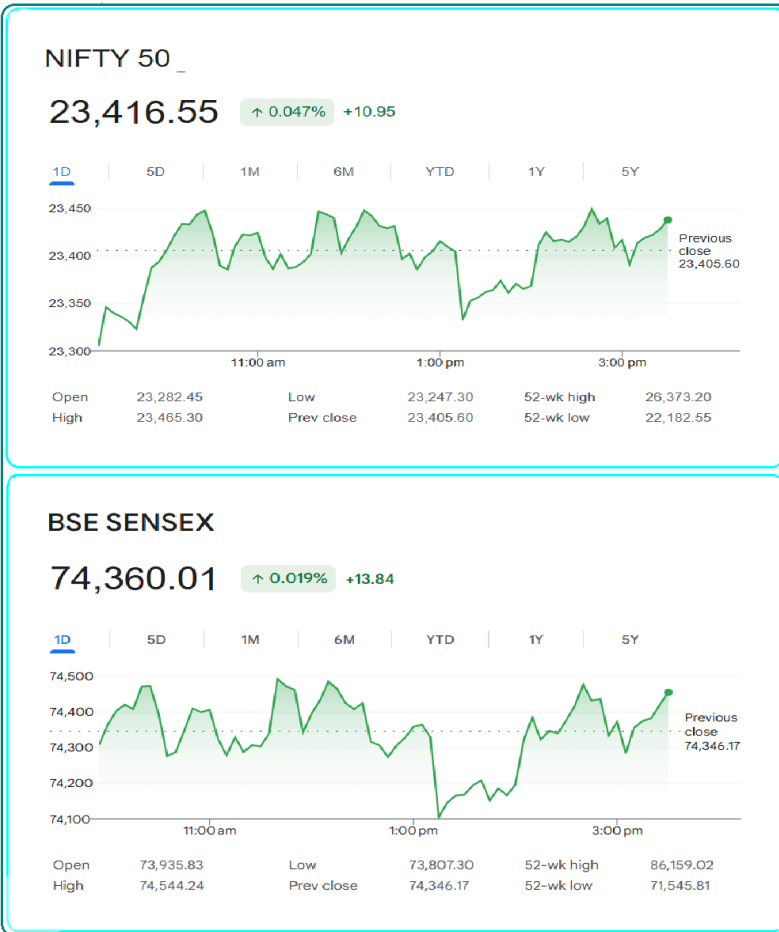 NIFTY 50 _
23,416.55 ↑ 0.047% +10.95
1D 5D 1M 6M YTD 1Y 5Y
23,450
23,400
23,350
23,300
Previous
close
23,405.60
11:00 am 1:00 pm 3:00 pm
Open 23,282.45 Low 23,247.30 52-wk high 26,373.20
High 23,465.30 Prev close 23,405.60 52-wk low 22,182.55
BSE SENSEX
74,360.01 ↑ 0.019% +13.84
1D 5D 1M 6M YTD 1Y 5Y
74,500
74,400
74,300
74,200
74,100
Previous
close
74,346.17
11:00 am 1:00 pm 3:00 pm
Open 73,935.83 Low 73,807.30 52-wk high 86,159.02
High 74,544.24 Prev close 74,346.17 52-wk low 71,545.81